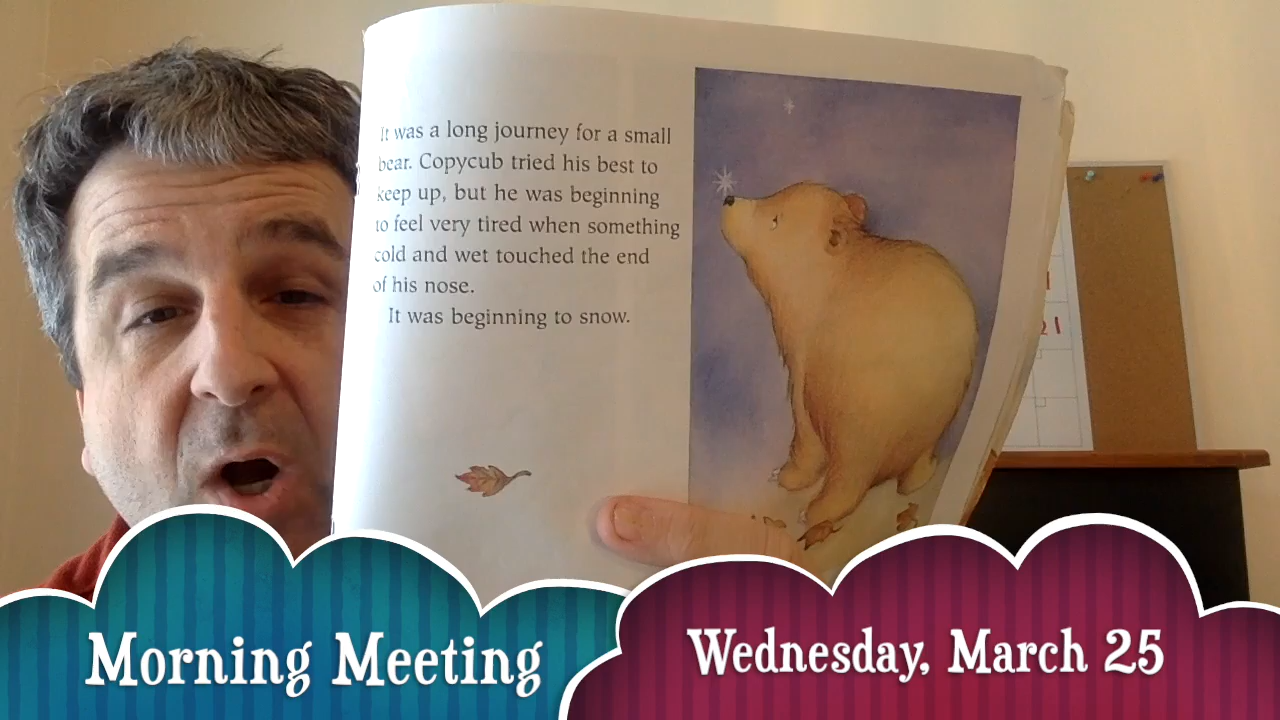 It was a long journey for a small
bear. Copycub tried his best to
keep up, but he was beginning
to feel very tired when something
cold and wet touched the end
of his nose.
It was beginning to snow.
21
Morning Meeting
Wednesday, March 25